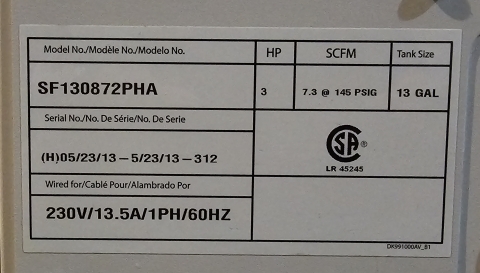 Model No./Modèle No./Modelo No. HP SCFM Tank Size
SF130872PHA 3 7.3 @ 145 PSIG 13 GAL
Serial No./No. De Série/No. De Serie
(H)05/23/13 – 5/23/13 – 312
SA ®
LR 45245
Wired for/Cablé Pour/Alambrado Por
230V/13.5A/1PH/60HZ
DK991000AV_B1